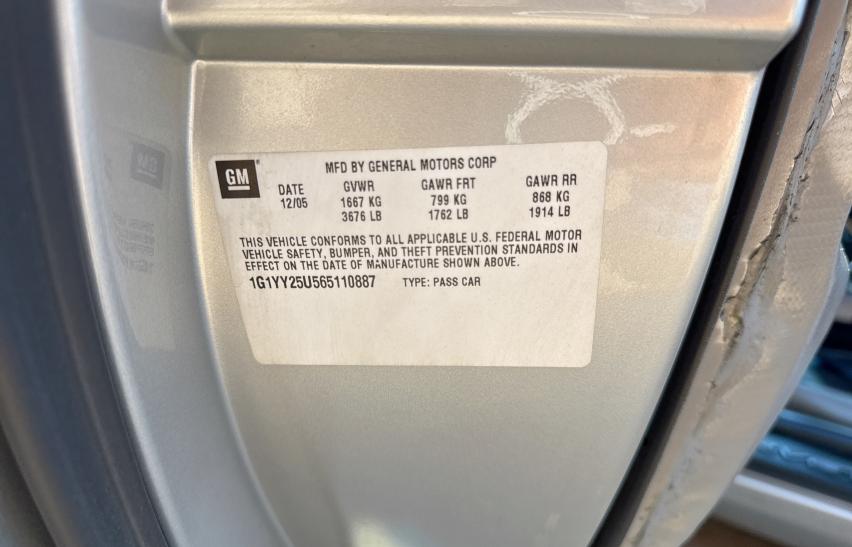 GM
MFD BY GENERAL MOTORS CORP
DATE GVWR GAWR FRT GAWR RR
12/05 1667 KG 799 KG 868 KG
3676 LB 1762 LB 1914 LB
THIS VEHICLE CONFORMS TO ALL APPLICABLE U.S. FEDERAL MOTOR
VEHICLE SAFETY, BUMPER, AND THEFT PREVENTION STANDARDS IN
EFFECT ON THE DATE OF MANUFACTURE SHOWN ABOVE.
1G1YY25U565110887 TYPE: PASS CAR